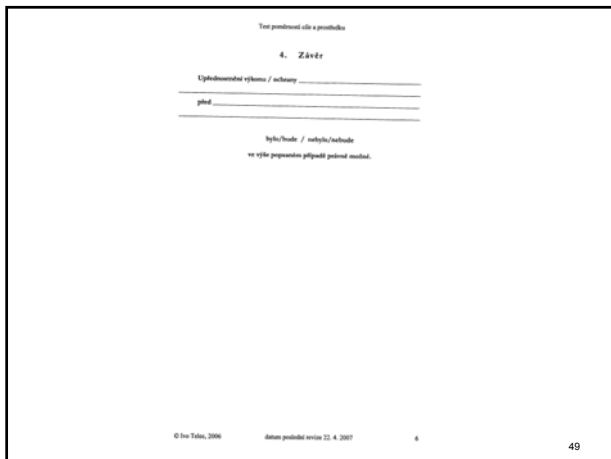 Test poměrnosti cíle a prostředku
4. Závěr
Upřednostnění výkonu / ochrany
před
bylo/bude / nebylo/nebude
ve výše popsaném případě právně možné.
© Ivo Telec, 2006 datum poslední revize 22. 4. 2007 6
49